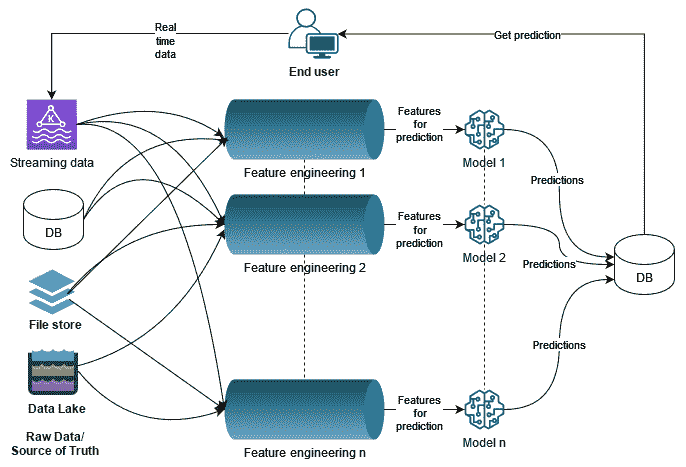 Real
time
data
Get prediction
End user
K
Streaming data
Features
for
prediction
Feature engineering 1
Model 1
Predictions
DB
Features
for
prediction
Feature engineering 2
Model 2
Predictions
DB
File store
Predictions
Data Lake
Features
for
prediction
Feature engineering n
Model n
Raw Data/
Source of Truth